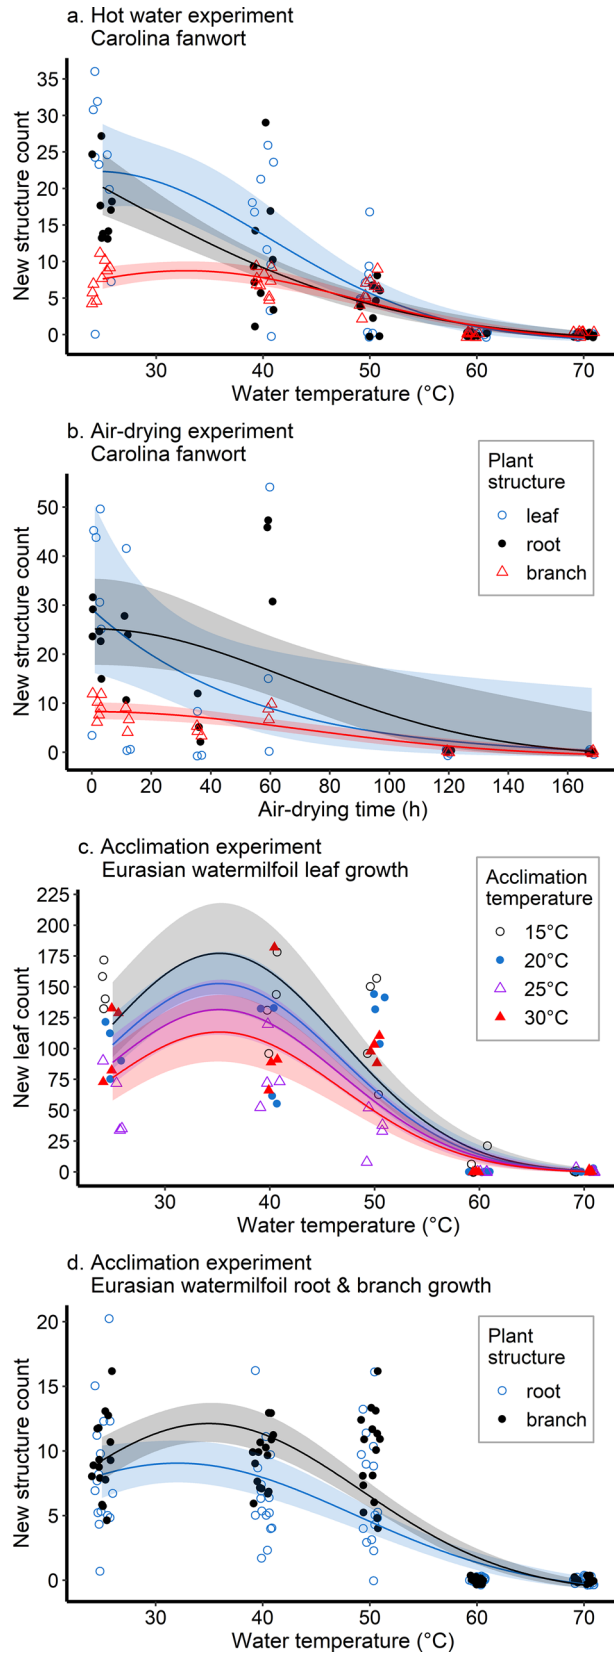 a. Hot water experiment
Carolina fanwort
New structure count
35
30
25
20
15
10
5
0
30 40 50 60 70
Water temperature (°C)
b. Air-drying experiment
Carolina fanwort
Plant
structure
leaf
root
branch
New structure count
50
40
30
20
10
0
0 20 40 60 80 100 120 140 160
Air-drying time (h)
c. Acclimation experiment
Eurasian watermilfoil leaf growth
Acclimation
temperature
15°C
20°C
25°C
30°C
New leaf count
225
200
175
150
125
100
75
50
25
0
30 40 50 60 70
Water temperature (°C)
d. Acclimation experiment
Eurasian watermilfoil root & branch growth
Plant
structure
root
branch
New structure count
20
15
10
5
0
30 40 50 60 70
Water temperature (°C)